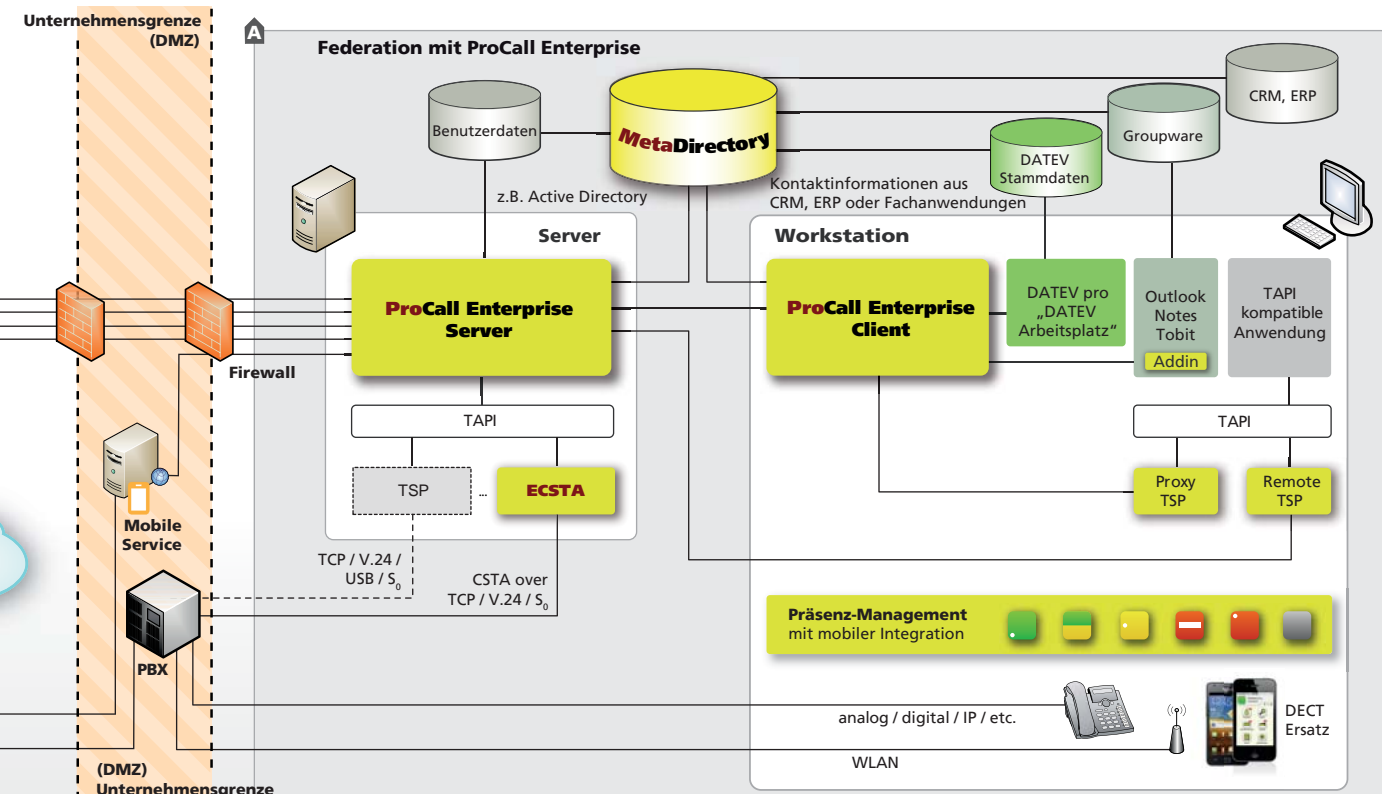 Unternehmensgrenze
(DMZ)
A
Federation mit ProCall Enterprise
CRM, ERP
Benutzerdaten
MetaDirectory
Groupware
DATEV
Stammdaten
z.B. Active Directory
Kontaktinformationen aus
CRM, ERP oder Fachanwendungen
Server
Workstation
ProCall Enterprise
Server
ProCall Enterprise
Client
DATEV pro
„DATEV
Arbeitsplatz“
Outlook
Notes
Tobit
Addin
TAPI
kompatible
Anwendung
Firewall
TAPI
TAPI
TSP
...
ECSTA
Proxy
TSP
Remote
TSP
Mobile
Service
TCP / V.24 /
USB / S0
CSTA over
TCP / V.24 / S0
PBX
Präsenz-Management
mit mobiler Integration
analog / digital / IP / etc.
DECT
Ersatz
WLAN
(DMZ)
Unternehmensgrenze